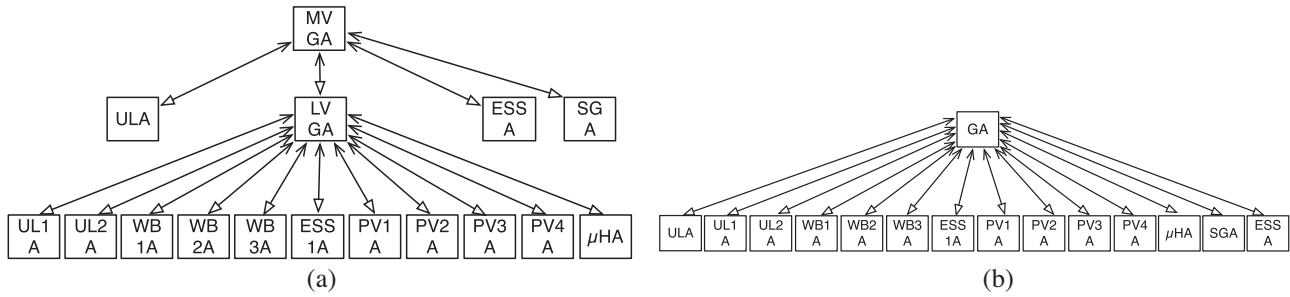 MV
GA
ULA
LV
GA
ESS
A
SG
A
UL1
A
UL2
A
WB
1A
WB
2A
WB
3A
ESS
1A
PV1
A
PV2
A
PV3
A
PV4
A
µHA
(a)
GA
ULA
UL1
A
UL2
A
WB1
A
WB2
A
WB3
A
ESS
1A
PV1
A
PV2
A
PV3
A
PV4
A
µHA
SGA
ESS
A
(b)